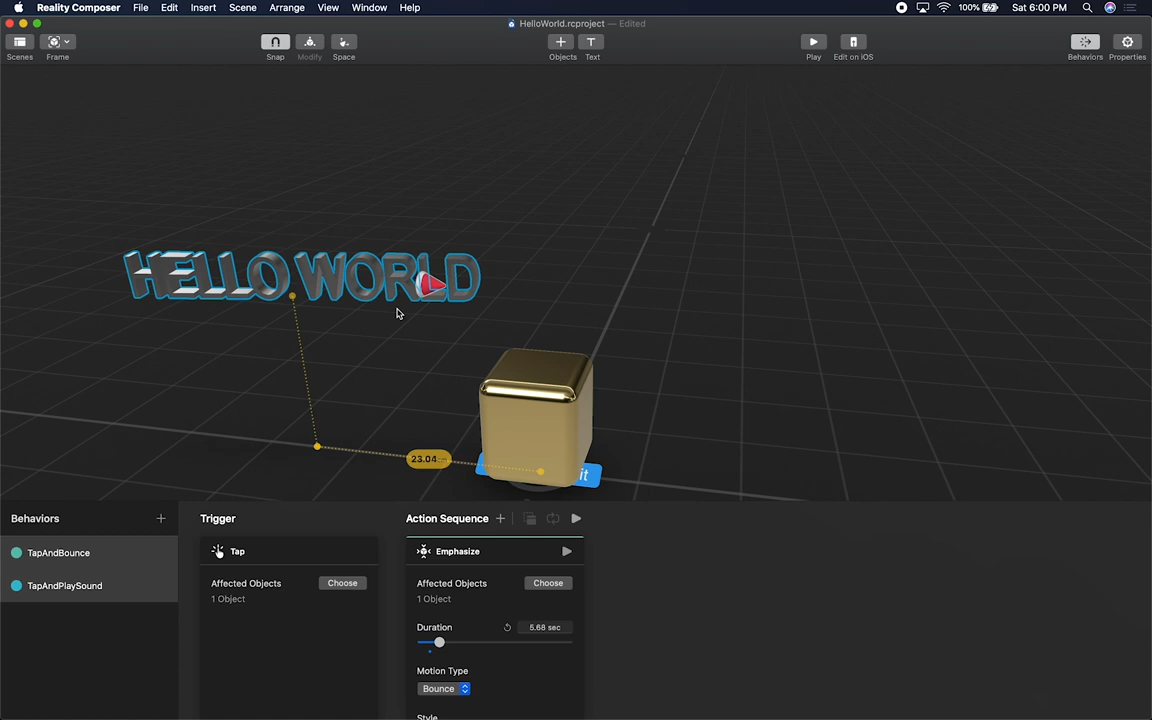 Reality Composer File Edit Insert Scene Arrange View Window Help 100% Sat 6:00 PM
HelloWorld.rcproject — Edited
Scenes Frame Snap Modify Space Objects Text Play Edit on iOS Behaviors Properties
HELLO WORLD
23.04
it
Behaviors Trigger Action Sequence
TapAndBounce Tap Emphasize
TapAndPlaySound Affected Objects Choose Affected Objects Choose
1 Object 1 Object
Duration 5.68 sec
Motion Type
Bounce
Style